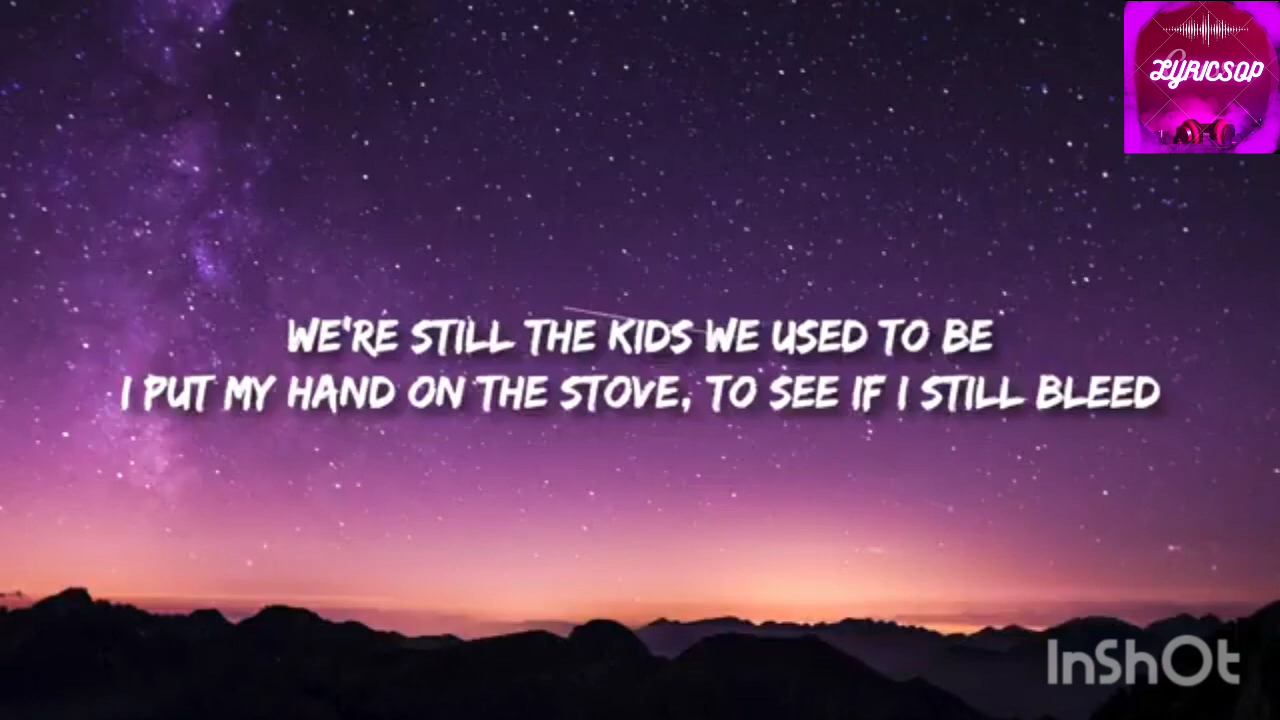 LYRICSOP
WE'RE STILL THE KIDS WE USED TO BE
I PUT MY HAND ON THE STOVE, TO SEE IF I STILL BLEED
InShOt